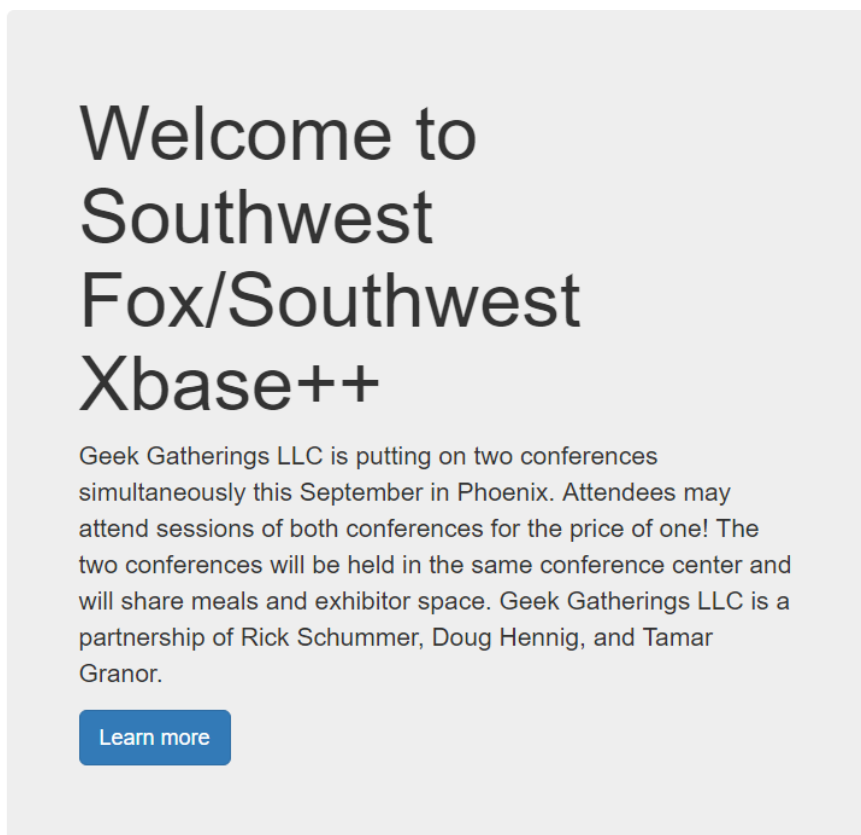 Welcome to
Southwest
Fox/Southwest
Xbase++
Geek Gatherings LLC is putting on two conferences
simultaneously this September in Phoenix. Attendees may
attend sessions of both conferences for the price of one! The
two conferences will be held in the same conference center and
will share meals and exhibitor space. Geek Gatherings LLC is a
partnership of Rick Schummer, Doug Hennig, and Tamar
Granor.
Learn more